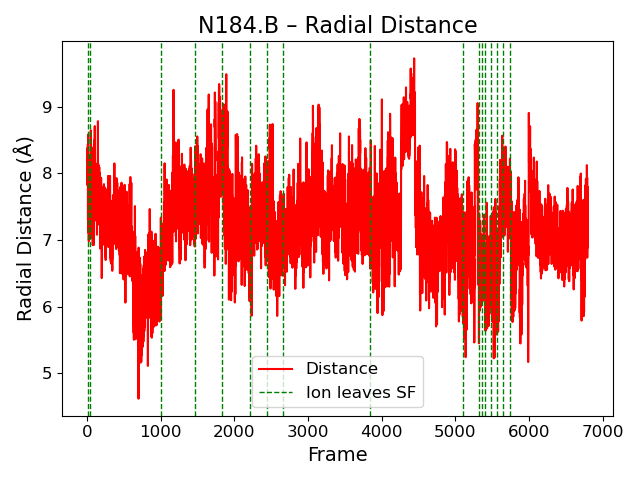 N184.B – Radial Distance
Radial Distance (Å)
9
8
7
6
5
Distance
Ion leaves SF
0 1000 2000 3000 4000 5000 6000 7000
Frame